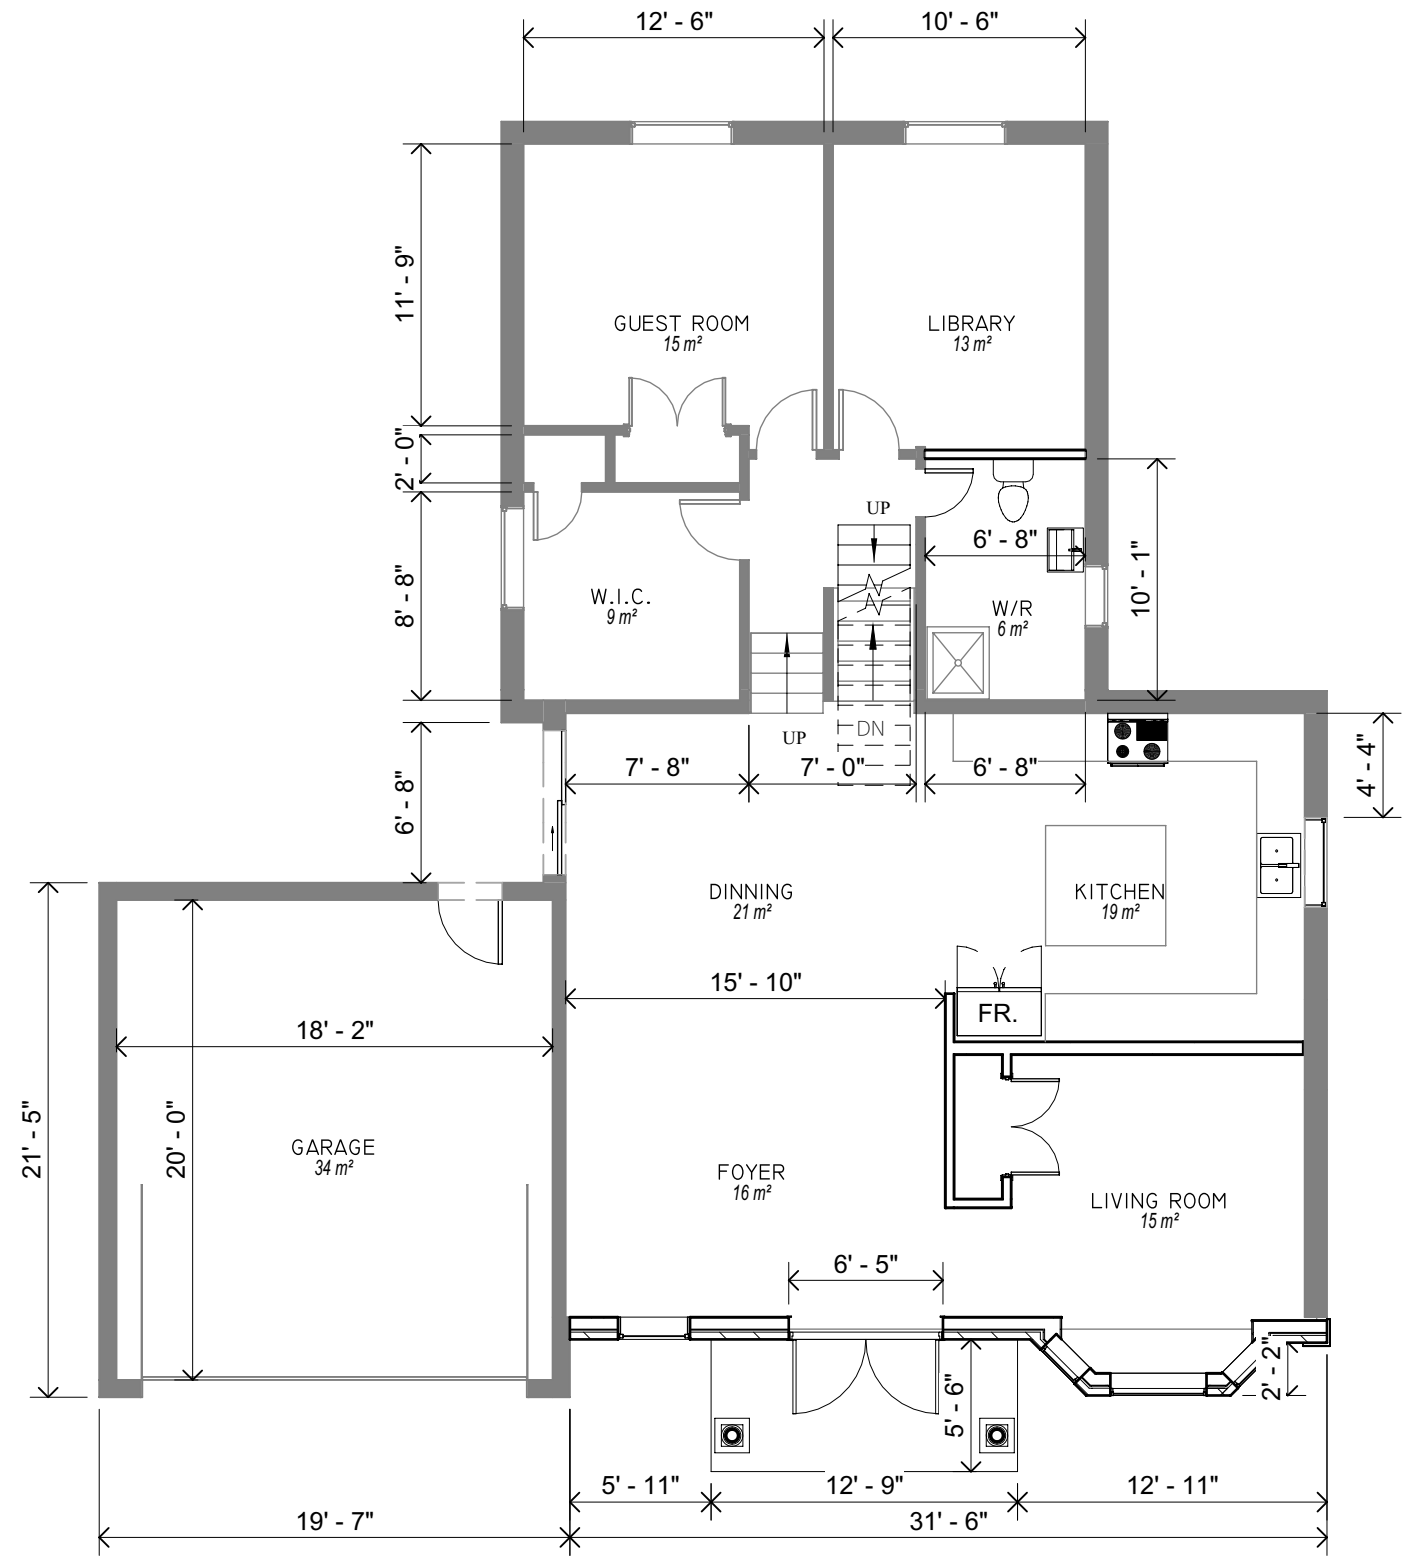 12' - 6"
10' - 6"
11' - 9"
GUEST ROOM
15 m²
LIBRARY
13 m²
2' - 0"
UP
6' - 8"
10' - 1"
8' - 8"
W.I.C.
9 m²
W/R
6 m²
UP
DN
7' - 8"
7' - 0"
6' - 8"
4' - 4"
6' - 8"
DINNING
21 m²
KITCHEN
19 m²
15' - 10"
FR.
18' - 2"
21' - 5"
20' - 0"
GARAGE
34 m²
FOYER
16 m²
LIVING ROOM
15 m²
6' - 5"
2' - 2"
5' - 6"
5' - 11"
12' - 9"
12' - 11"
19' - 7"
31' - 6"